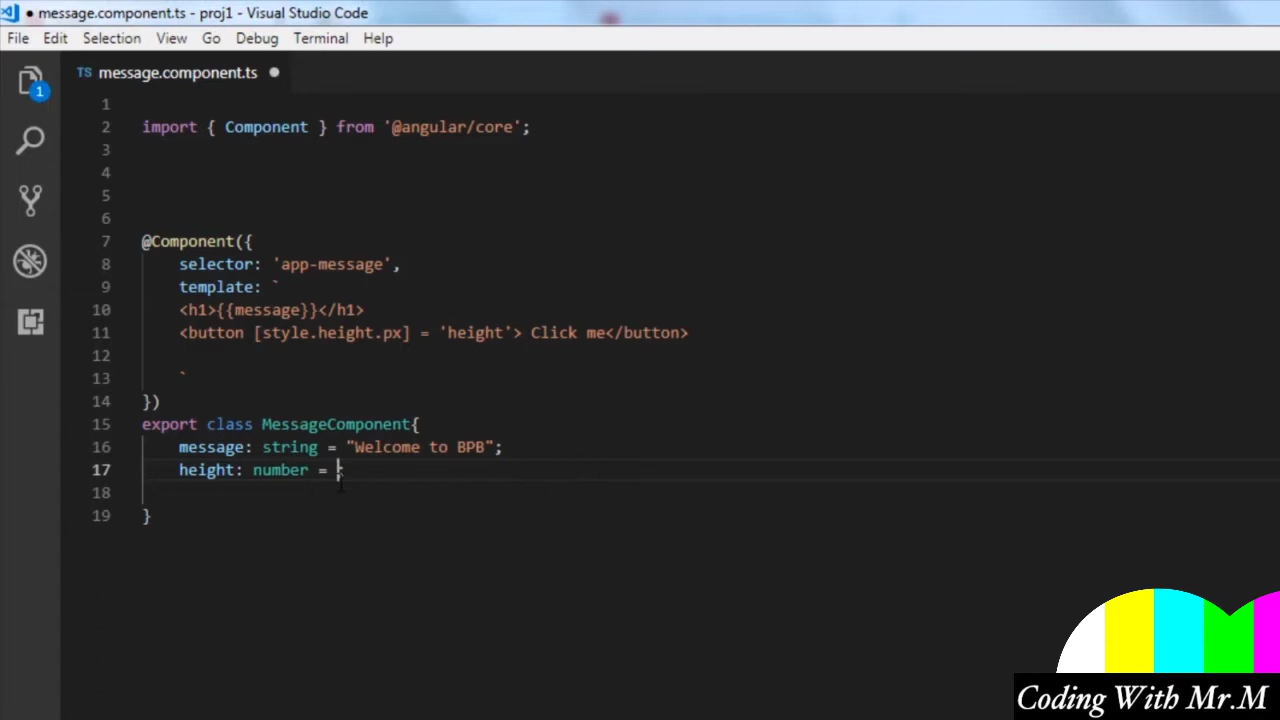 message.component.ts - proj1 - Visual Studio Code
File Edit Selection View Go Debug Terminal Help
1
TS message.component.ts
1
2 import { Component } from '@angular/core';
3
4
5
6
7 @Component({
8 selector: 'app-message',
9 template: `
10 <h1>{{message}}</h1>
11 <button [style.height.px] = 'height'> Click me</button>
12
13 `
14 })
15 export class MessageComponent{
16 message: string = "Welcome to BPB";
17 height: number = ;
18
19 }
Coding With Mr.M